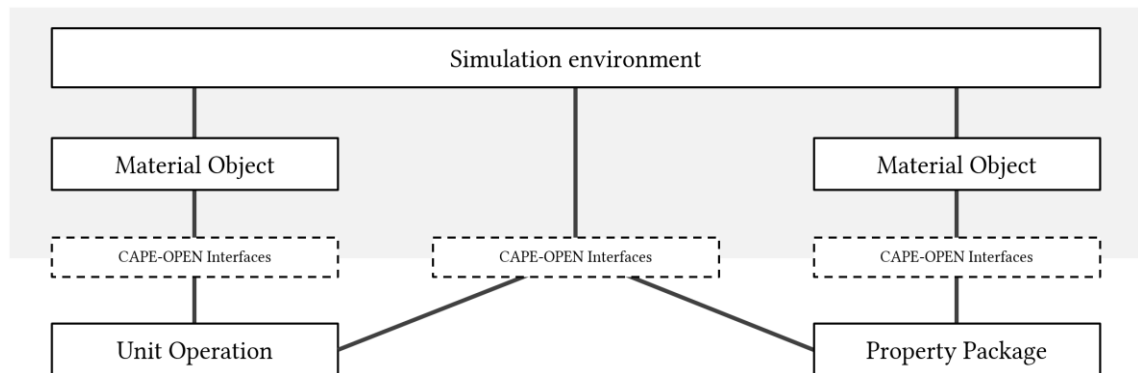 Simulation environment
Material Object
Material Object
CAPE-OPEN Interfaces
CAPE-OPEN Interfaces
CAPE-OPEN Interfaces
Unit Operation
Property Package